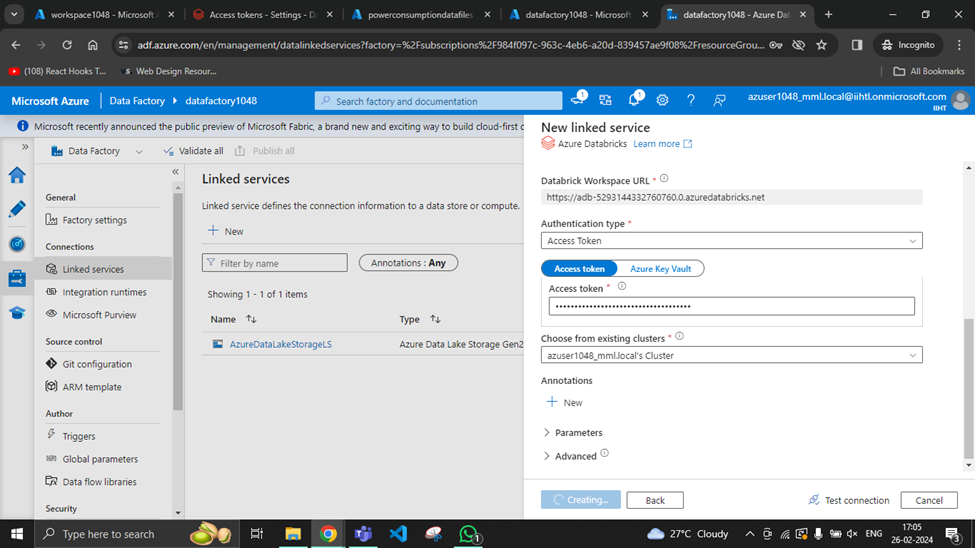 workspace1048 - Microsoft A
Access tokens - Settings - Da
powerconsumptiondatafiles
datafactory1048 - Microsoft
datafactory1048 - Azure Dat
adf.azure.com/en/management/datalinkedservices?factory=%2Fsubscriptions%2F984f097c-963c-4eb6-a20d-839457ae9f08%2FresourceGrou...
Incognito
(108) React Hooks T...
Web Design Resour...
All Bookmarks
Microsoft Azure
Data Factory
datafactory1048
Search factory and documentation
1
1
azuser1048_mml.local@iihtl.onmicrosoft.com
IIHT
Microsoft recently announced the public preview of Microsoft Fabric, a brand new and exciting way to build cloud-first
Data Factory
Validate all
Publish all
General
Factory settings
Connections
Linked services
Integration runtimes
Microsoft Purview
Source control
Git configuration
ARM template
Author
Triggers
Global parameters
Data flow libraries
Security
Linked services
Linked service defines the connection information to a data store or compute.
New
Filter by name
Annotations : Any
Showing 1 - 1 of 1 items
Name
Type
AzureDataLakeStorageLS
Azure Data Lake Storage Gen2
New linked service
Azure Databricks Learn more
Databrick Workspace URL *
https://adb-5293144332760760.0.azuredatabricks.net
Authentication type *
Access Token
Access token
Azure Key Vault
Access token *
Choose from existing clusters *
azuser1048_mml.local's Cluster
Annotations
New
Parameters
Advanced
Creating...
Back
Test connection
Cancel
Type here to search
1
27°C Cloudy
ENG
17:05
26-02-2024
3